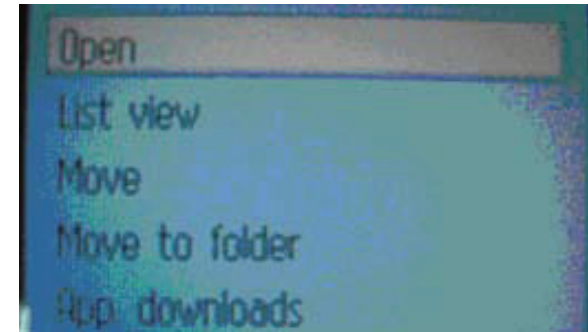 Open
List view
Move
Move to folder
App downloads